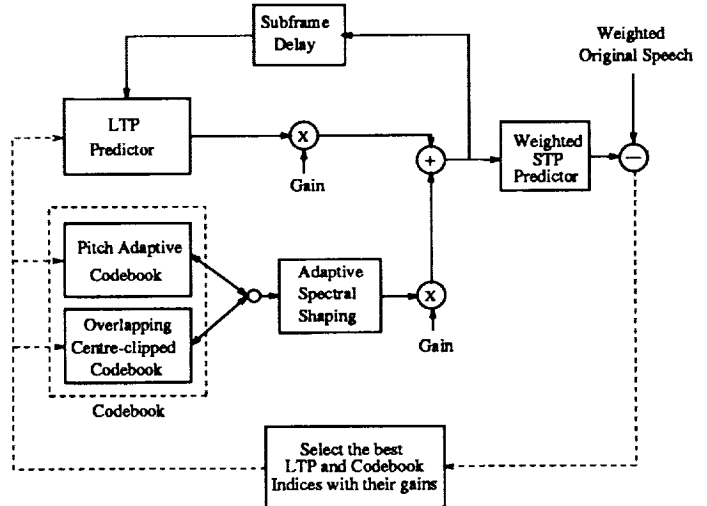 Subframe
Delay
Weighted
Original Speech
LTP
Predictor
X
Gain
+
Weighted
STP
Predictor
—
Pitch Adaptive
Codebook
Overlapping
Centre-clipped
Codebook
Codebook
Adaptive
Spectral
Shaping
X
Gain
Select the best
LTP and Codebook
Indices with their gains